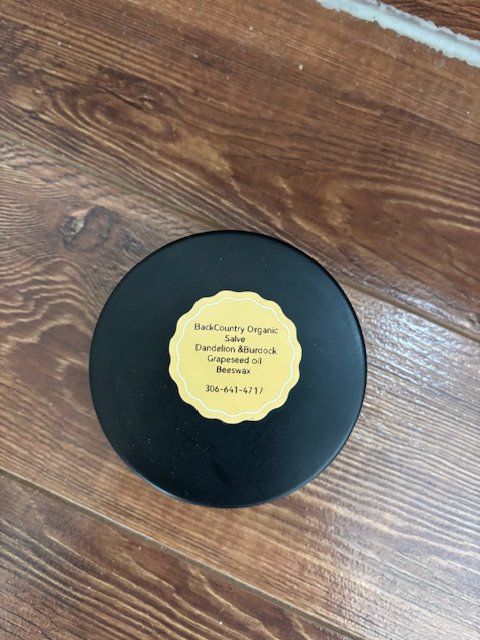 BackCountry Organic
Salve
Dandelion &Burdock
Grapeseed oil
Beeswax
306-641-4717